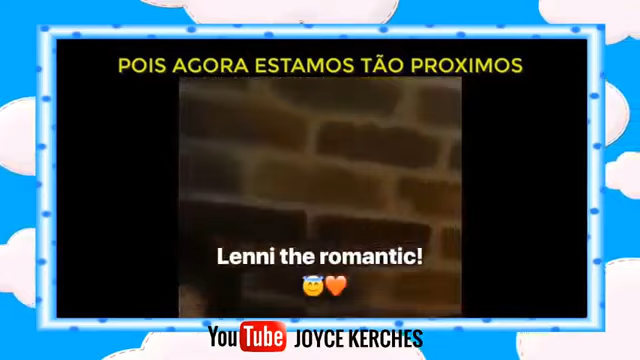 POIS AGORA ESTAMOS TÃO PROXIMOS
Lenni the romantic!
😇❤️
YouTube JOYCE KERCHES